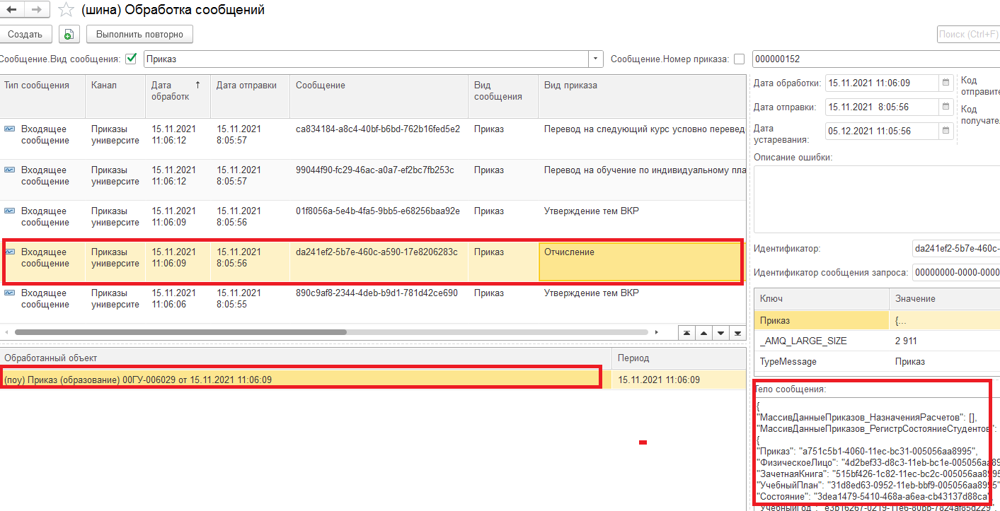 (шина) Обработка сообщений
Создать
Выполнить повторно
Поиск (Ctrl+F)
Сообщение.Вид сообщения:
Приказ
Сообщение.Номер приказа:
000000152
Тип сообщения
Канал
Дата обработк
Дата отправки
Сообщение
Вид сообщения
Вид приказа
Входящее сообщение
Приказы университе
15.11.2021 11:06:12
15.11.2021 8:05:57
ca834184-a8c4-40bf-b6bd-762b16fed5e2
Приказ
Перевод на следующий курс условно перевед
Входящее сообщение
Приказы университе
15.11.2021 11:06:12
15.11.2021 8:05:57
99044f90-fc29-46ac-a0a7-ef2bc7fb253c
Приказ
Перевод на обучение по индивидуальному пла
Входящее сообщение
Приказы университе
15.11.2021 11:06:09
15.11.2021 8:05:56
01f8056a-5e4b-4fa5-9bb5-e68256baa92e
Приказ
Утверждение тем ВКР
Входящее сообщение
Приказы университе
15.11.2021 11:06:09
15.11.2021 8:05:56
da241ef2-5b7e-460c-a590-17e8206283c
Приказ
Отчисление
Входящее сообщение
Приказы университе
15.11.2021 11:06:06
15.11.2021 8:05:55
890c9af8-2344-4deb-b9d1-781d42ce690
Приказ
Утверждение тем ВКР
Обработанный объект
Период
(поу) Приказ (образование) 00ГУ-006029 от 15.11.2021 11:06:09
15.11.2021 11:06:09
Дата обработки:
15.11.2021 11:06:09
Код отправите
Дата отправки:
15.11.2021 8:05:56
Код получател
Дата устаревания:
05.12.2021 11:05:56
Описание ошибки:
Идентификатор:
da241ef2-5b7e-460c-
Идентификатор сообщения запроса:
00000000-0000-0000
Ключ
Значение
Приказ
{...
_AMQ_LARGE_SIZE
2 911
TypeMessage
Приказ
Тело сообщения:
{
"МассивДанныеПриказов_НазначенияРасчетов": [],
"МассивДанныеПриказов_РегистрСостояниеСтудентов":
{
"Приказ": "a751c5b1-4060-11ec-bc31-005056aa8995",
"ФизическоеЛицо": "4d2bef33-d8c3-11eb-bc1e-005056aa89
"ЗачетнаяКнига": "515bf426-1c82-11ec-bc2c-005056aa8995
"УчебныйПлан": "31d8ed63-0952-11eb-bbf9-005056aa8995"
"Состояние": "3dea1479-5410-468a-a6ea-cb43137d88ca",
"УчебныйГод": "e3b16267-0219-11e6-80bb-7824af85d229",